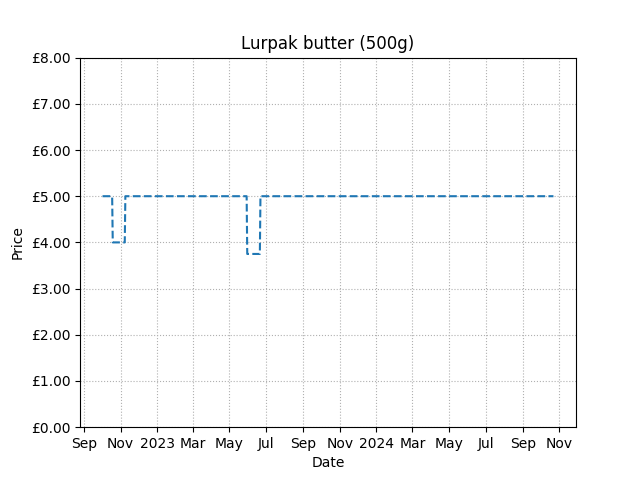 Lurpak butter (500g)
£8.00
£7.00
£6.00
£5.00
£4.00
£3.00
£2.00
£1.00
£0.00
Price
Sep Nov 2023 Mar May Jul Sep Nov 2024 Mar May Jul Sep Nov
Date